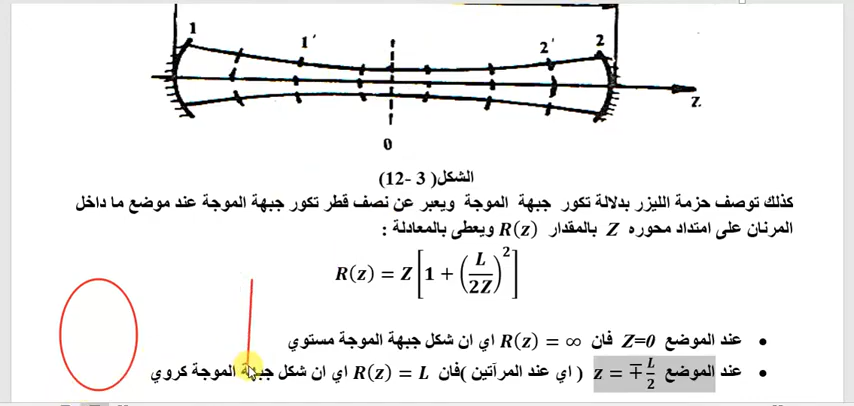 1 1′ 2′ 2
Z
0
الشكل( 3 -12)
كذلك توصف حزمة الليزر بدلالة تكور جبهة الموجة ويعبر عن نصف قطر تكور جبهة الموجة عند موضع ما داخل
المرنان على امتداد محوره Z بالمقدار R(z) ويعطى بالمعادلة :
R(z) = Z[1 + (L/2Z)²]
• عند الموضع Z=0 فان R(z) = ∞ اي ان شكل جبهة الموجة مستوي
• عند الموضع z = ∓L/2 ( اي عند المرآتين )فان R(z) = L اي ان شكل جبهة الموجة كروي